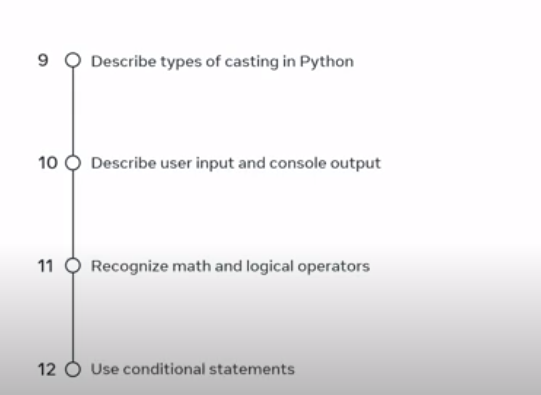 9 Describe types of casting in Python
10 Describe user input and console output
11 Recognize math and logical operators
12 Use conditional statements